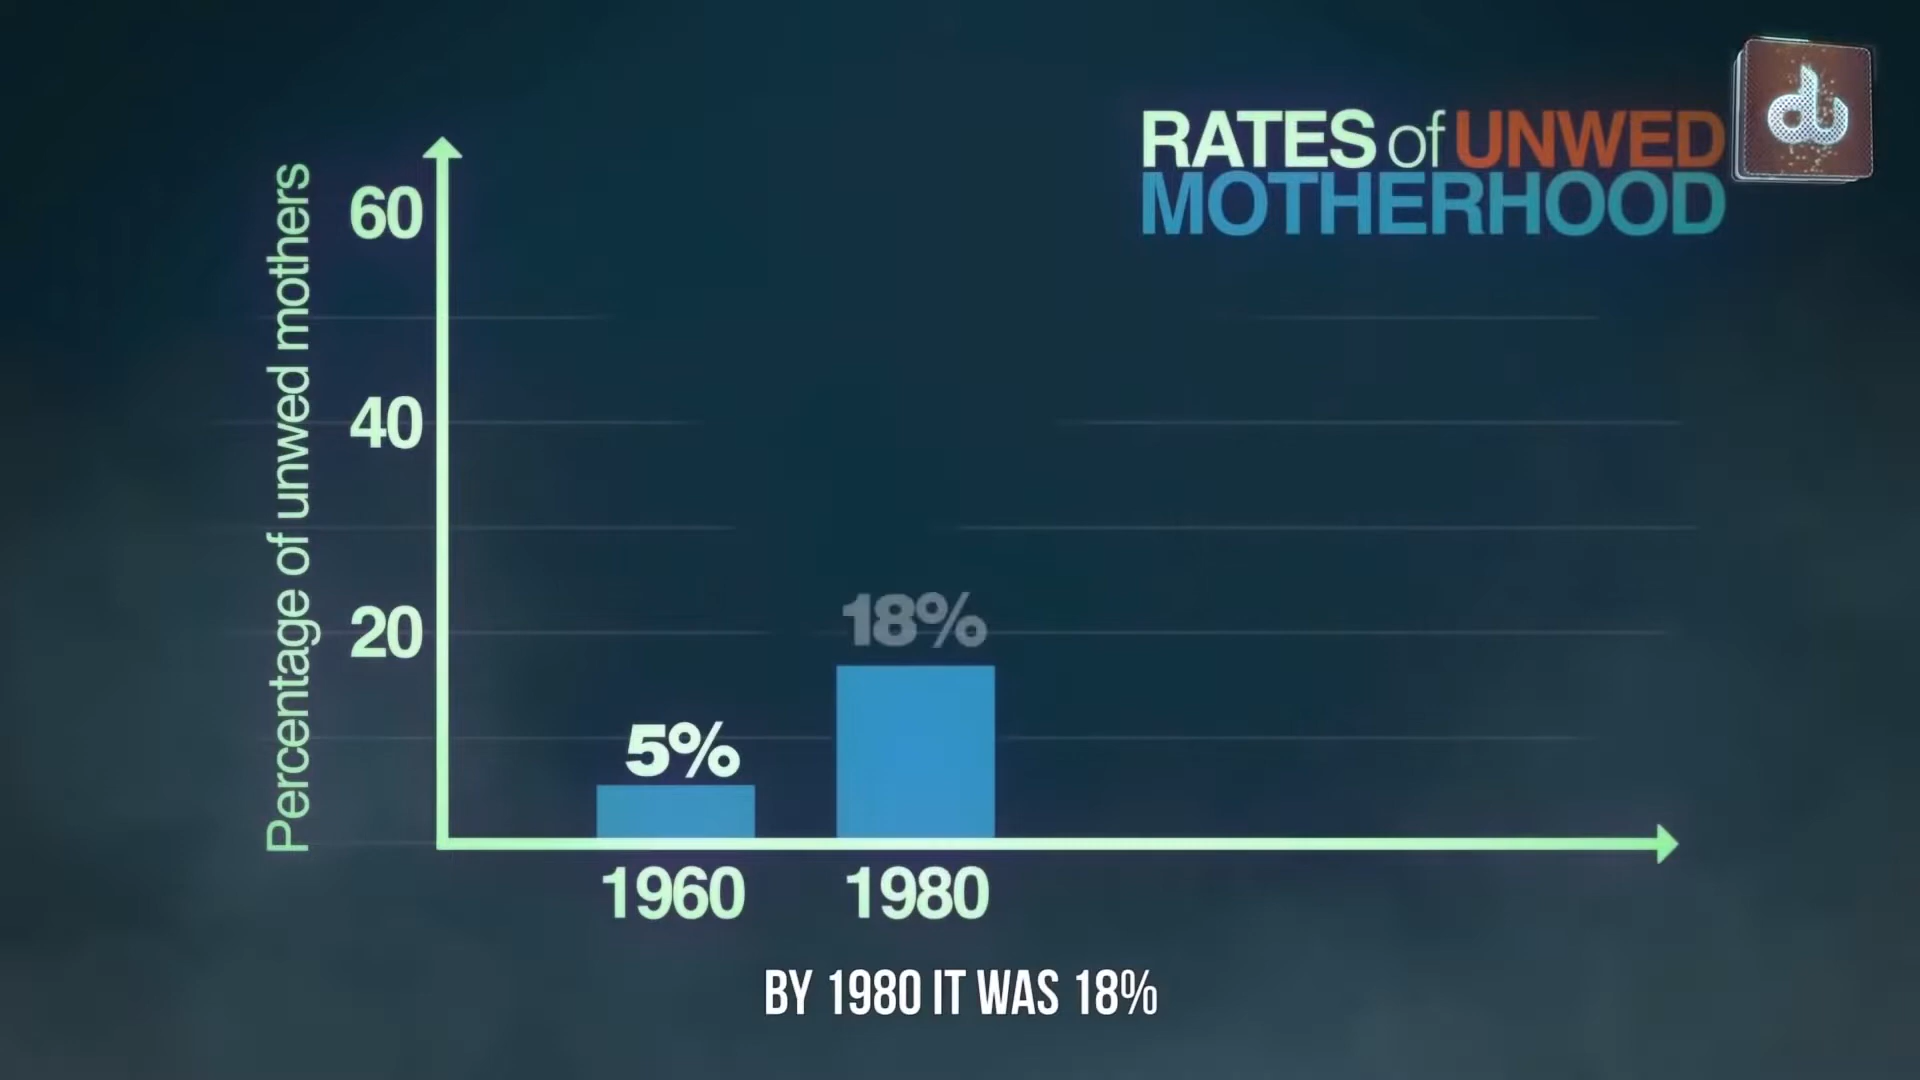 RATES of UNWED
MOTHERHOOD
Percentage of unwed mothers
60
40
20
18%
5%
1960
1980
BY 1980 IT WAS 18%